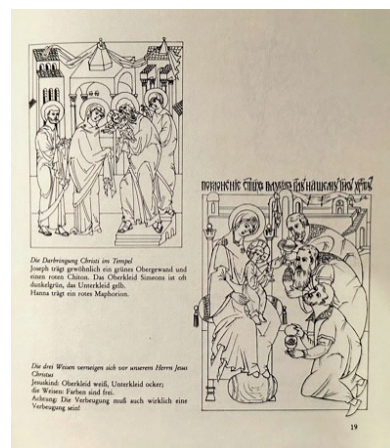 Die Darbringung Christi im Tempel
Joseph trägt gewöhnlich ein grünes Obergewand und
einen roten Chiton. Das Oberkleid Simeons ist oft
dunkelgrün, das Unterkleid gelb.
Hanna trägt ein rotes Maphorion.
Die drei Weisen verneigen sich vor unserem Herrn Jesus
Christus
Jesuskind: Oberkleid weiß, Unterkleid ocker;
die Weisen: Farben sind frei.
Achtung: Die Verbeugung muß auch wirklich eine
Verbeugung sein!
19